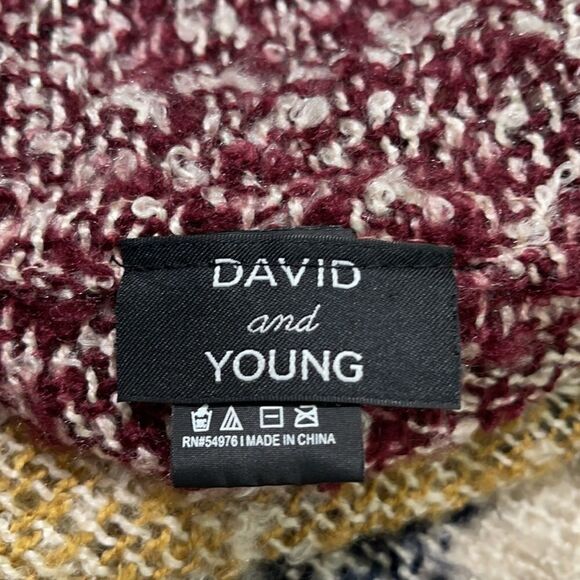 DAVID
and
YOUNG
RN#54976 I MADE IN CHINA